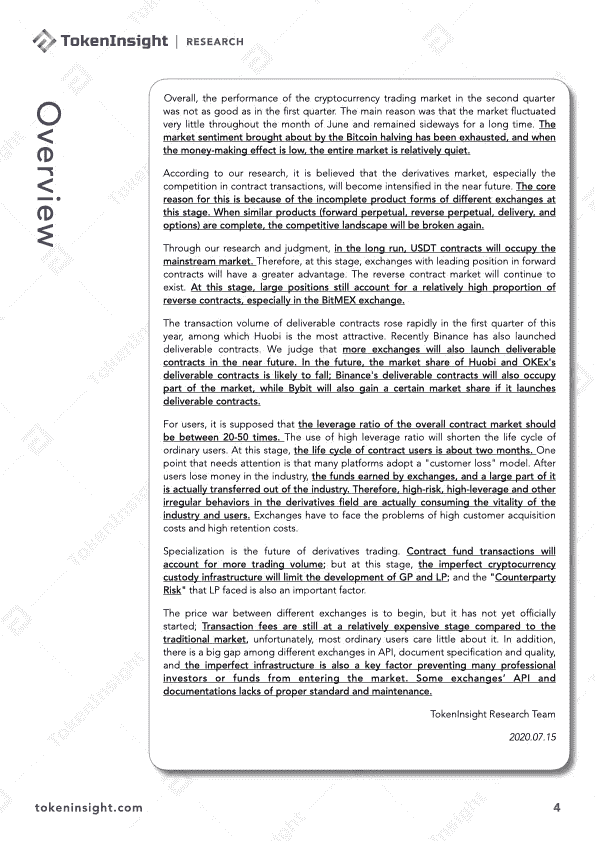 TokenInsight | RESEARCH
Overview
Overall, the performance of the cryptocurrency trading market in the second quarter
was not as good as in the first quarter. The main reason was that the market fluctuated
very little throughout the month of June and remained sideways for a long time. The
market sentiment brought about by the Bitcoin halving has been exhausted, and when
the money-making effect is low, the entire market is relatively quiet.
According to our research, it is believed that the derivatives market, especially the
competition in contract transactions, will become intensified in the near future. The core
reason for this is because of the incomplete product forms of different exchanges at
this stage. When similar products (forward perpetual, reverse perpetual, delivery, and
options) are complete, the competitive landscape will be broken again.
Through our research and judgment, in the long run, USDT contracts will occupy the
mainstream market. Therefore, at this stage, exchanges with leading position in forward
contracts will have a greater advantage. The reverse contract market will continue to
exist. At this stage, large positions still account for a relatively high proportion of
reverse contracts, especially in the BitMEX exchange.
The transaction volume of deliverable contracts rose rapidly in the first quarter of this
year, among which Huobi is the most attractive. Recently Binance has also launched
deliverable contracts. We judge that more exchanges will also launch deliverable
contracts in the near future. In the future, the market share of Huobi and OKEx's
deliverable contracts is likely to fall; Binance's deliverable contracts will also occupy
part of the market, while Bybit will also gain a certain market share if it launches
deliverable contracts.
For users, it is supposed that the leverage ratio of the overall contract market should
be between 20-50 times. The use of high leverage ratio will shorten the life cycle of
ordinary users. At this stage, the life cycle of contract users is about two months. One
point that needs attention is that many platforms adopt a "customer loss" model. After
users lose money in the industry, the funds earned by exchanges, and a large part of it
is actually transferred out of the industry. Therefore, high-risk, high-leverage and other
irregular behaviors in the derivatives field are actually consuming the vitality of the
industry and users. Exchanges have to face the problems of high customer acquisition
costs and high retention costs.
Specialization is the future of derivatives trading. Contract fund transactions will
account for more trading volume; but at this stage, the imperfect cryptocurrency
custody infrastructure will limit the development of GP and LP; and the "Counterparty
Risk" that LP faced is also an important factor.
The price war between different exchanges is to begin, but it has not yet officially
started; Transaction fees are still at a relatively expensive stage compared to the
traditional market, unfortunately, most ordinary users care little about it. In addition,
there is a big gap among different exchanges in API, document specification and quality,
and the imperfect infrastructure is also a key factor preventing many professional
investors or funds from entering the market. Some exchanges' API and
documentations lacks of proper standard and maintenance.
TokenInsight Research Team
2020.07.15
tokeninsight.com
4